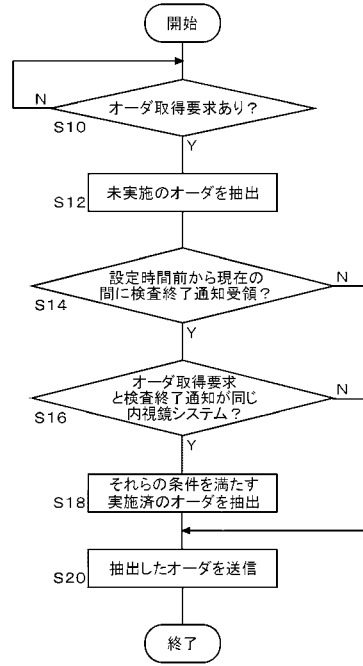 開始
N
オーダ取得要求あり？
S10
Y
未実施のオーダを抽出
S12
設定時間前から現在の
間に検査終了通知受領？
N
S14
Y
オーダ取得要求
と検査終了通知が同じ
内視鏡システム？
N
S16
Y
それらの条件を満たす
実施済のオーダを抽出
S18
抽出したオーダを送信
S20
終了